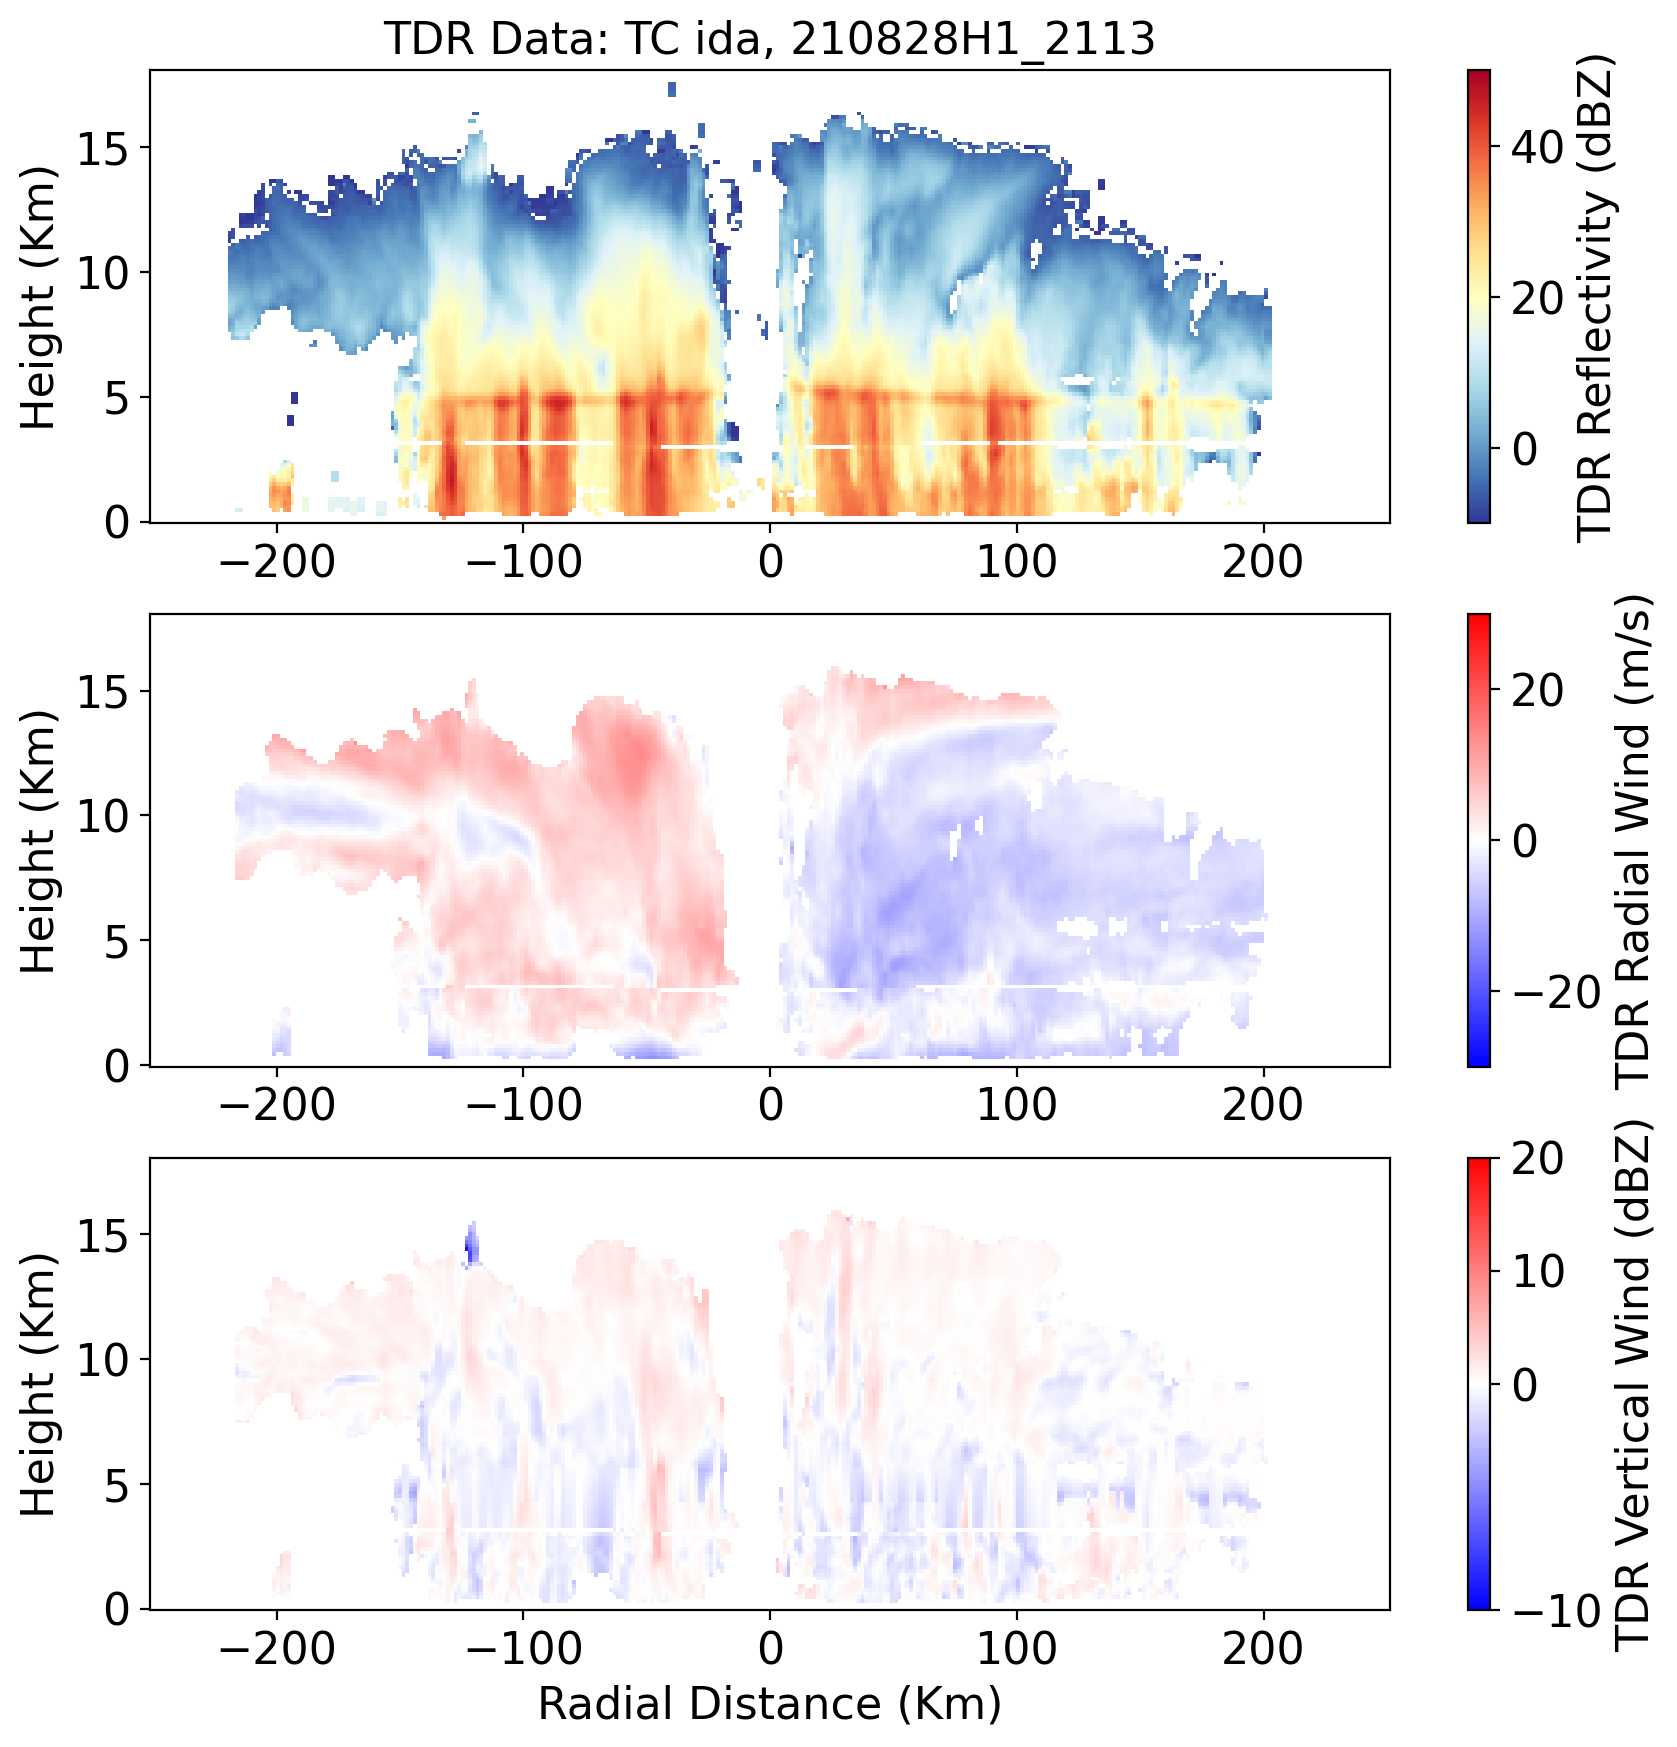 TDR Data: TC ida, 210828H1_2113
Height (Km)
15
10
5
0
−200 −100 0 100 200
40
20
0
TDR Reflectivity (dBZ)
Height (Km)
15
10
5
0
−200 −100 0 100 200
20
0
−20
TDR Radial Wind (m/s)
Height (Km)
15
10
5
0
−200 −100 0 100 200
Radial Distance (Km)
20
10
0
−10
TDR Vertical Wind (dBZ)